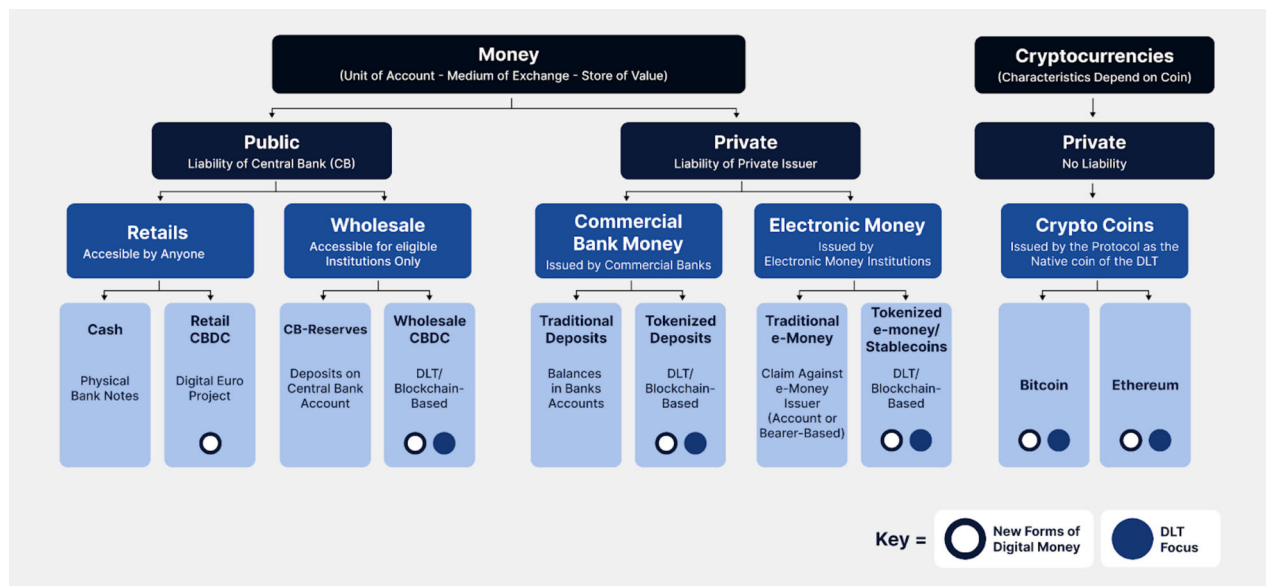 Money
(Unit of Account - Medium of Exchange - Store of Value)
Cryptocurrencies
(Characteristics Depend on Coin)
Public
Liability of Central Bank (CB)
Private
Liability of Private Issuer
Private
No Liability
Retails
Accesible by Anyone
Wholesale
Accessible for eligible
Institutions Only
Commercial
Bank Money
Issued by Commercial Banks
Electronic Money
Issued by
Electronic Money Institutions
Crypto Coins
Issued by the Protocol as the
Native coin of the DLT
Cash
Physical
Bank Notes
Retail
CBDC
Digital Euro
Project
CB-Reserves
Deposits on
Central Bank
Account
Wholesale
CBDC
DLT/
Blockchain-
Based
Traditional
Deposits
Balances
in Banks
Accounts
Tokenized
Deposits
DLT/
Blockchain-
Based
Traditional
e-Money
Claim Against
e-Money
Issuer
(Account or
Bearer-Based)
Tokenized
e-money/
Stablecoins
DLT/
Blockchain-
Based
Bitcoin
Ethereum
Key =
New Forms of
Digital Money
DLT
Focus